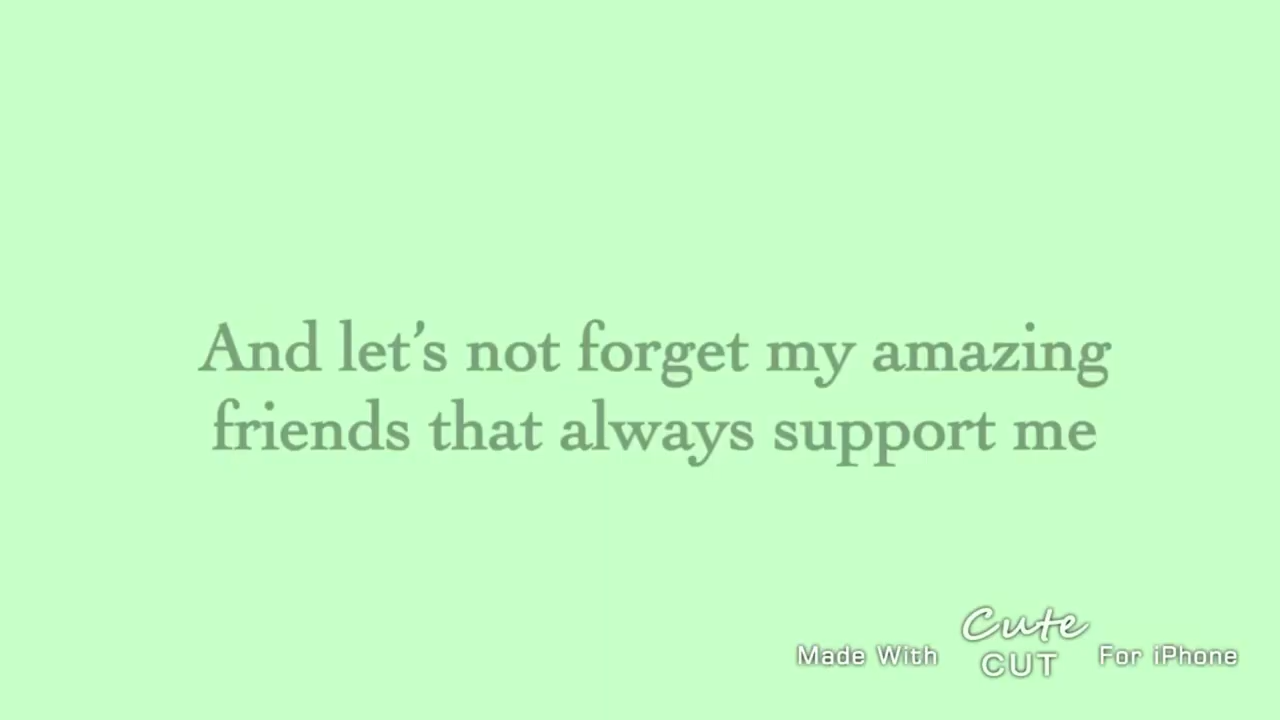 And let’s not forget my amazing
friends that always support me
Made With Cute CUT For iPhone